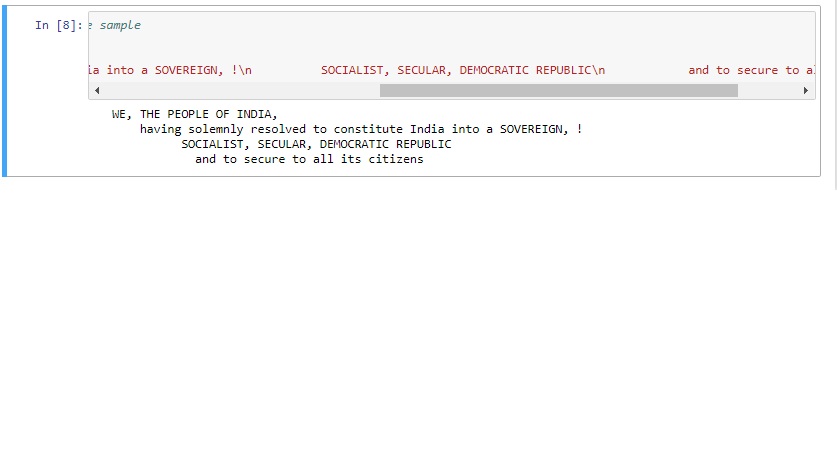 In [8]: e sample
ia into a SOVEREIGN, !\n          SOCIALIST, SECULAR, DEMOCRATIC REPUBLIC\n            and to secure to a
WE, THE PEOPLE OF INDIA,
    having solemnly resolved to constitute India into a SOVEREIGN, !
          SOCIALIST, SECULAR, DEMOCRATIC REPUBLIC
            and to secure to all its citizens